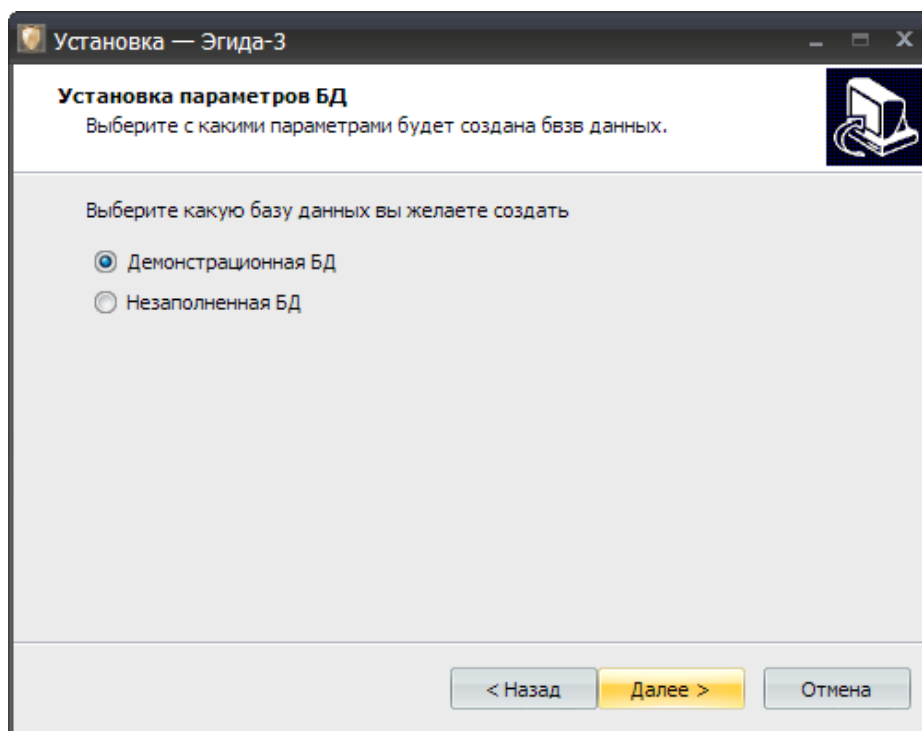 Установка — Эгида-3
Установка параметров БД
Выберите с какими параметрами будет создана бвзв данных.
Выберите какую базу данных вы желаете создать
Демонстрационная БД
Незаполненная БД
< Назад
Далее >
Отмена